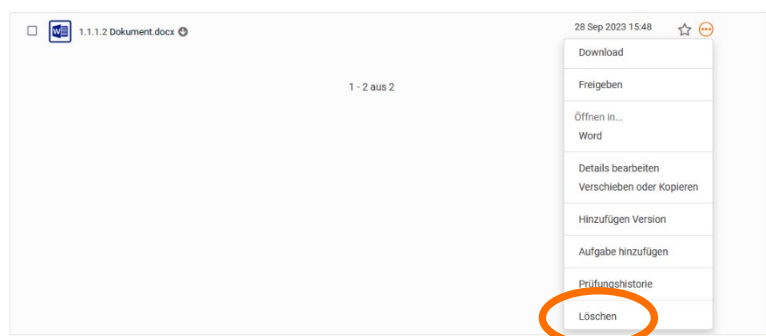 1.1.1.2 Dokument.docx
28 Sep 2023 15:48
Download
1 - 2 aus 2
Freigeben
Öffnen in...
Word
Details bearbeiten
Verschieben oder Kopieren
Hinzufügen Version
Aufgabe hinzufügen
Prüfungshistorie
Löschen